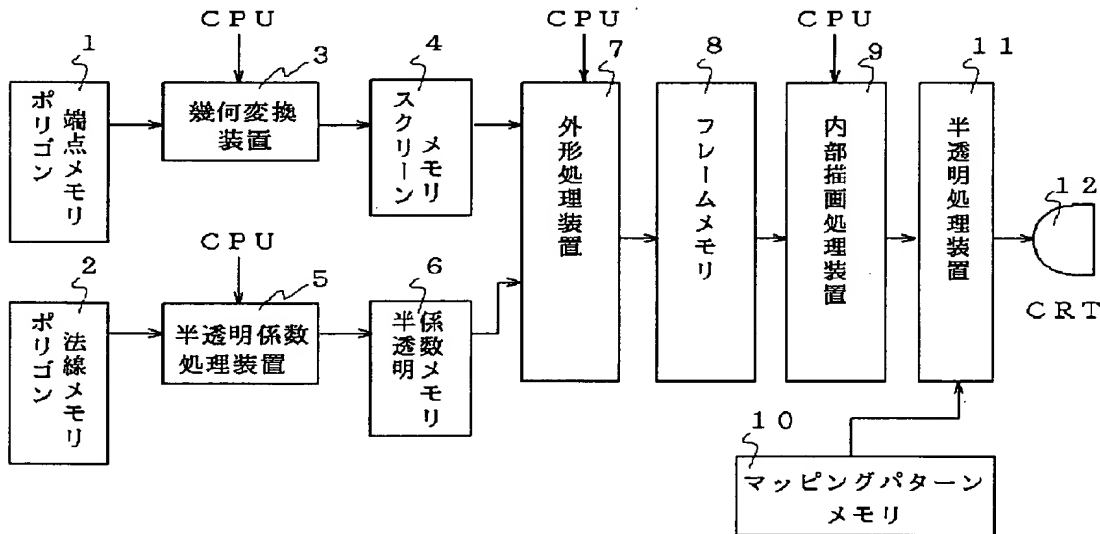 CPU
1
ポリゴン
端点メモリ
3
幾何変換
装置
4
スクリーン
メモリ
CPU
7
外形処理装置
8
フレームメモリ
CPU
9
内部描画処理装置
11
半透明処理装置
12
CRT
CPU
2
ポリゴン
法線メモリ
5
半透明係数
処理装置
6
半透明
係数メモリ
10
マッピングパターン
メモリ